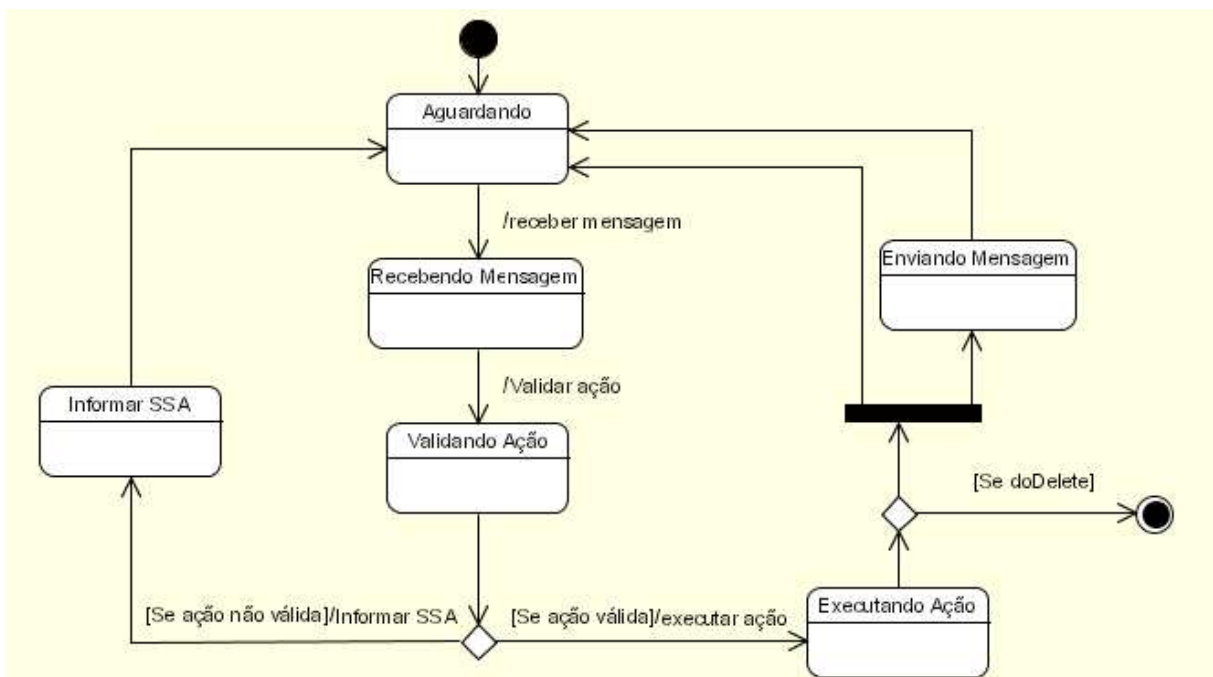 Aguardando
/receber mensagem
Enviando Mensagem
Recebendo Mensagem
/Validar ação
Informar SSA
Validando Ação
[Se doDelete]
[Se ação não válida]/Informar SSA
[Se ação válida]/executar ação
Executando Ação